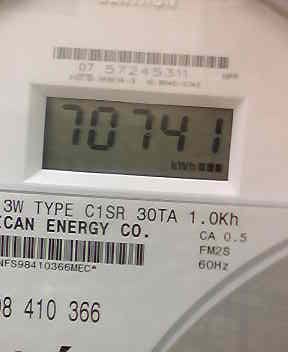 07 57245311
70741
kWh
3W TYPE C1SR 30TA 1.0Kh
ECAN ENERGY CO.
CA 0.5
FM2S
60Hz
NFS98410366MEC*
98 410 366